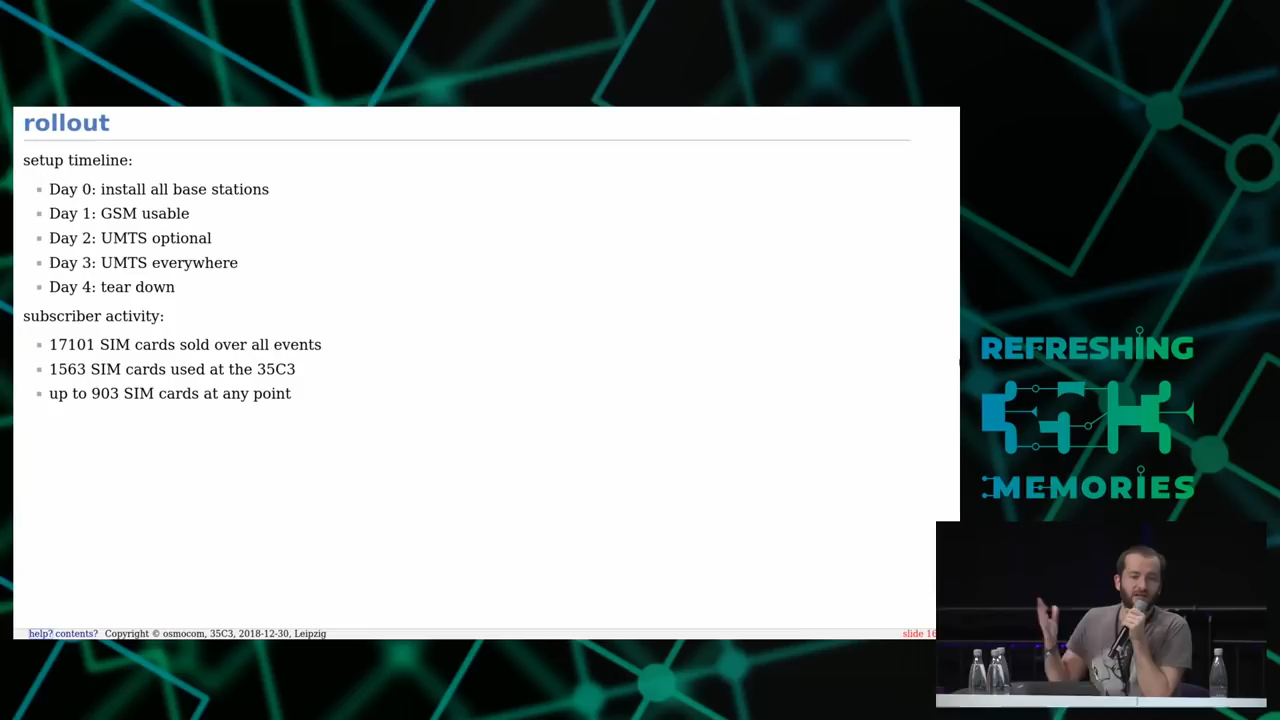 rollout
setup timeline:
Day 0: install all base stations
Day 1: GSM usable
Day 2: UMTS optional
Day 3: UMTS everywhere
Day 4: tear down
subscriber activity:
17101 SIM cards sold over all events
1563 SIM cards used at the 35C3
up to 903 SIM cards at any point
help? contents? Copyright © osmocom, 35C3, 2018-12-30, Leipzig
slide 16
REFRESHING
MEMORIES